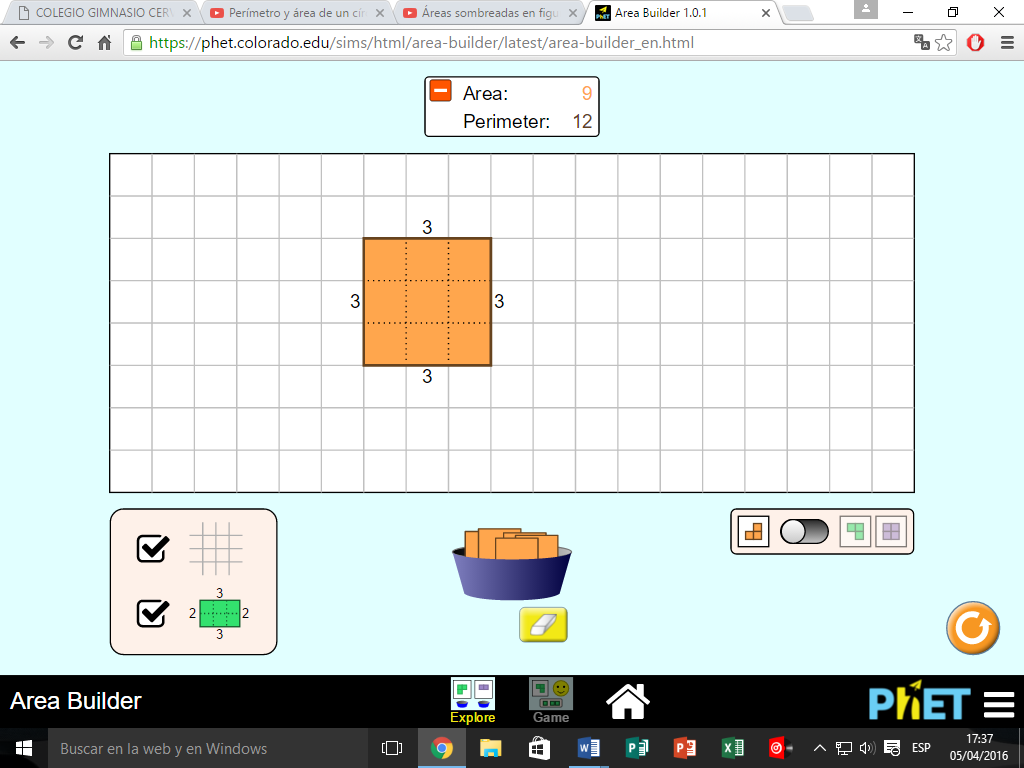 COLEGIO GIMNASIO CERV
Perímetro y área de un cír
Áreas sombreadas en figu
Area Builder 1.0.1
https://phet.colorado.edu/sims/html/area-builder/latest/area-builder_en.html
Area: 9
Perimeter: 12
3
3 3
3
3
2 2
3
Area Builder
Explore
Game
PhET
Buscar en la web y en Windows
ESP
17:37
05/04/2016